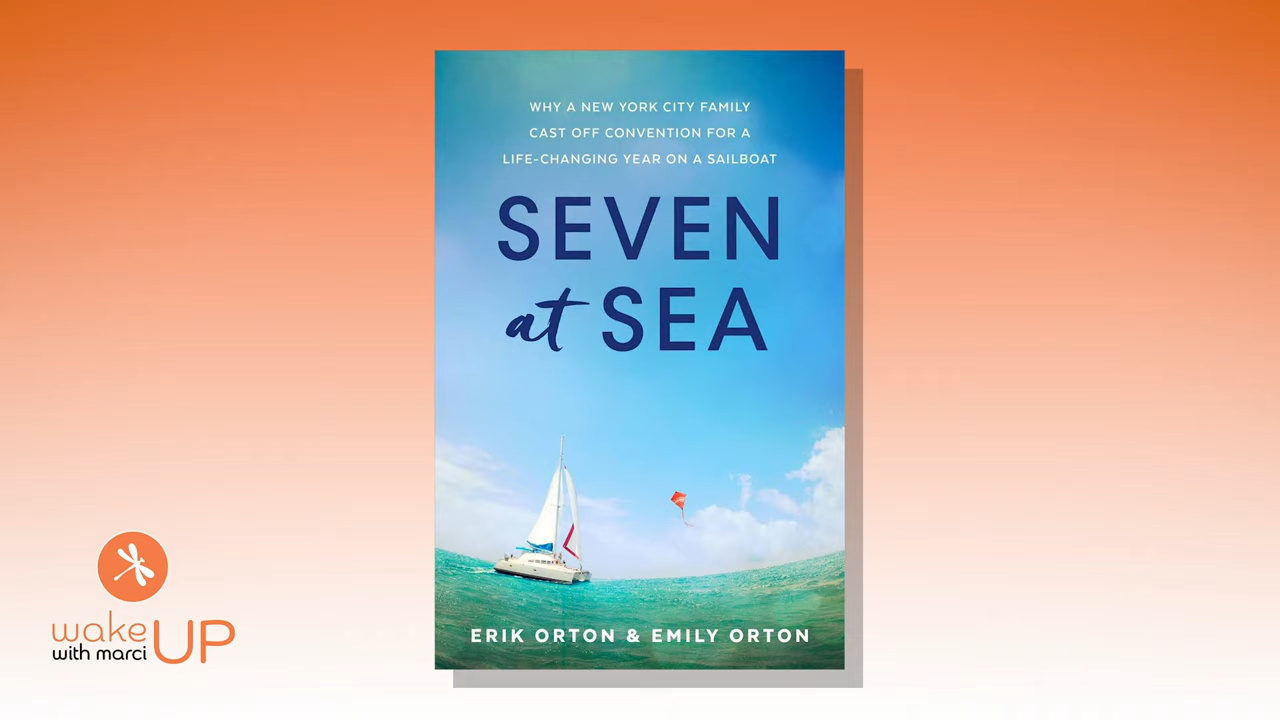 WHY A NEW YORK CITY FAMILY
CAST OFF CONVENTION FOR A
LIFE-CHANGING YEAR ON A SAILBOAT
SEVEN
at SEA
ERIK ORTON & EMILY ORTON
wake UP
with marci